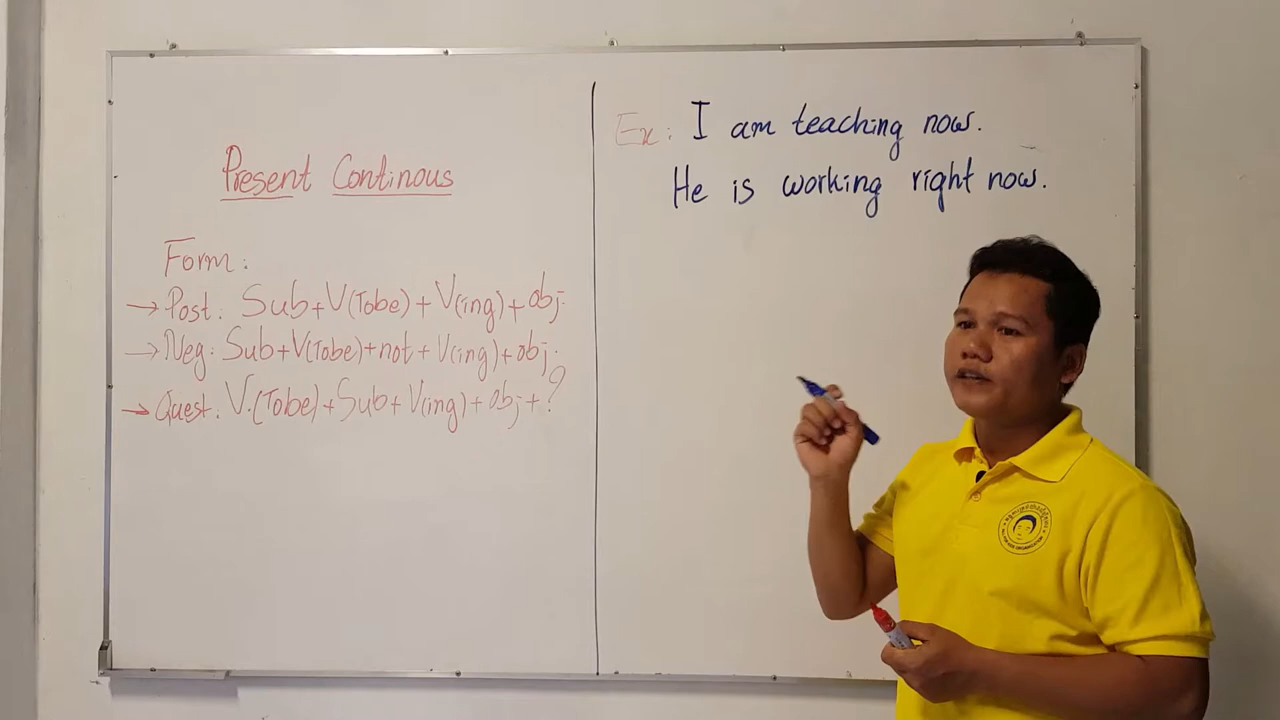 Present Continous
Form:
→ Post: Sub+V(Tobe)+V(ing)+obj.
→ Neg: Sub+V(Tobe)+not+V(ing)+obj.
→ Quest: V.(Tobe)+Sub+V(ing)+obj+?
Ex: I am teaching now.
He is working right now.